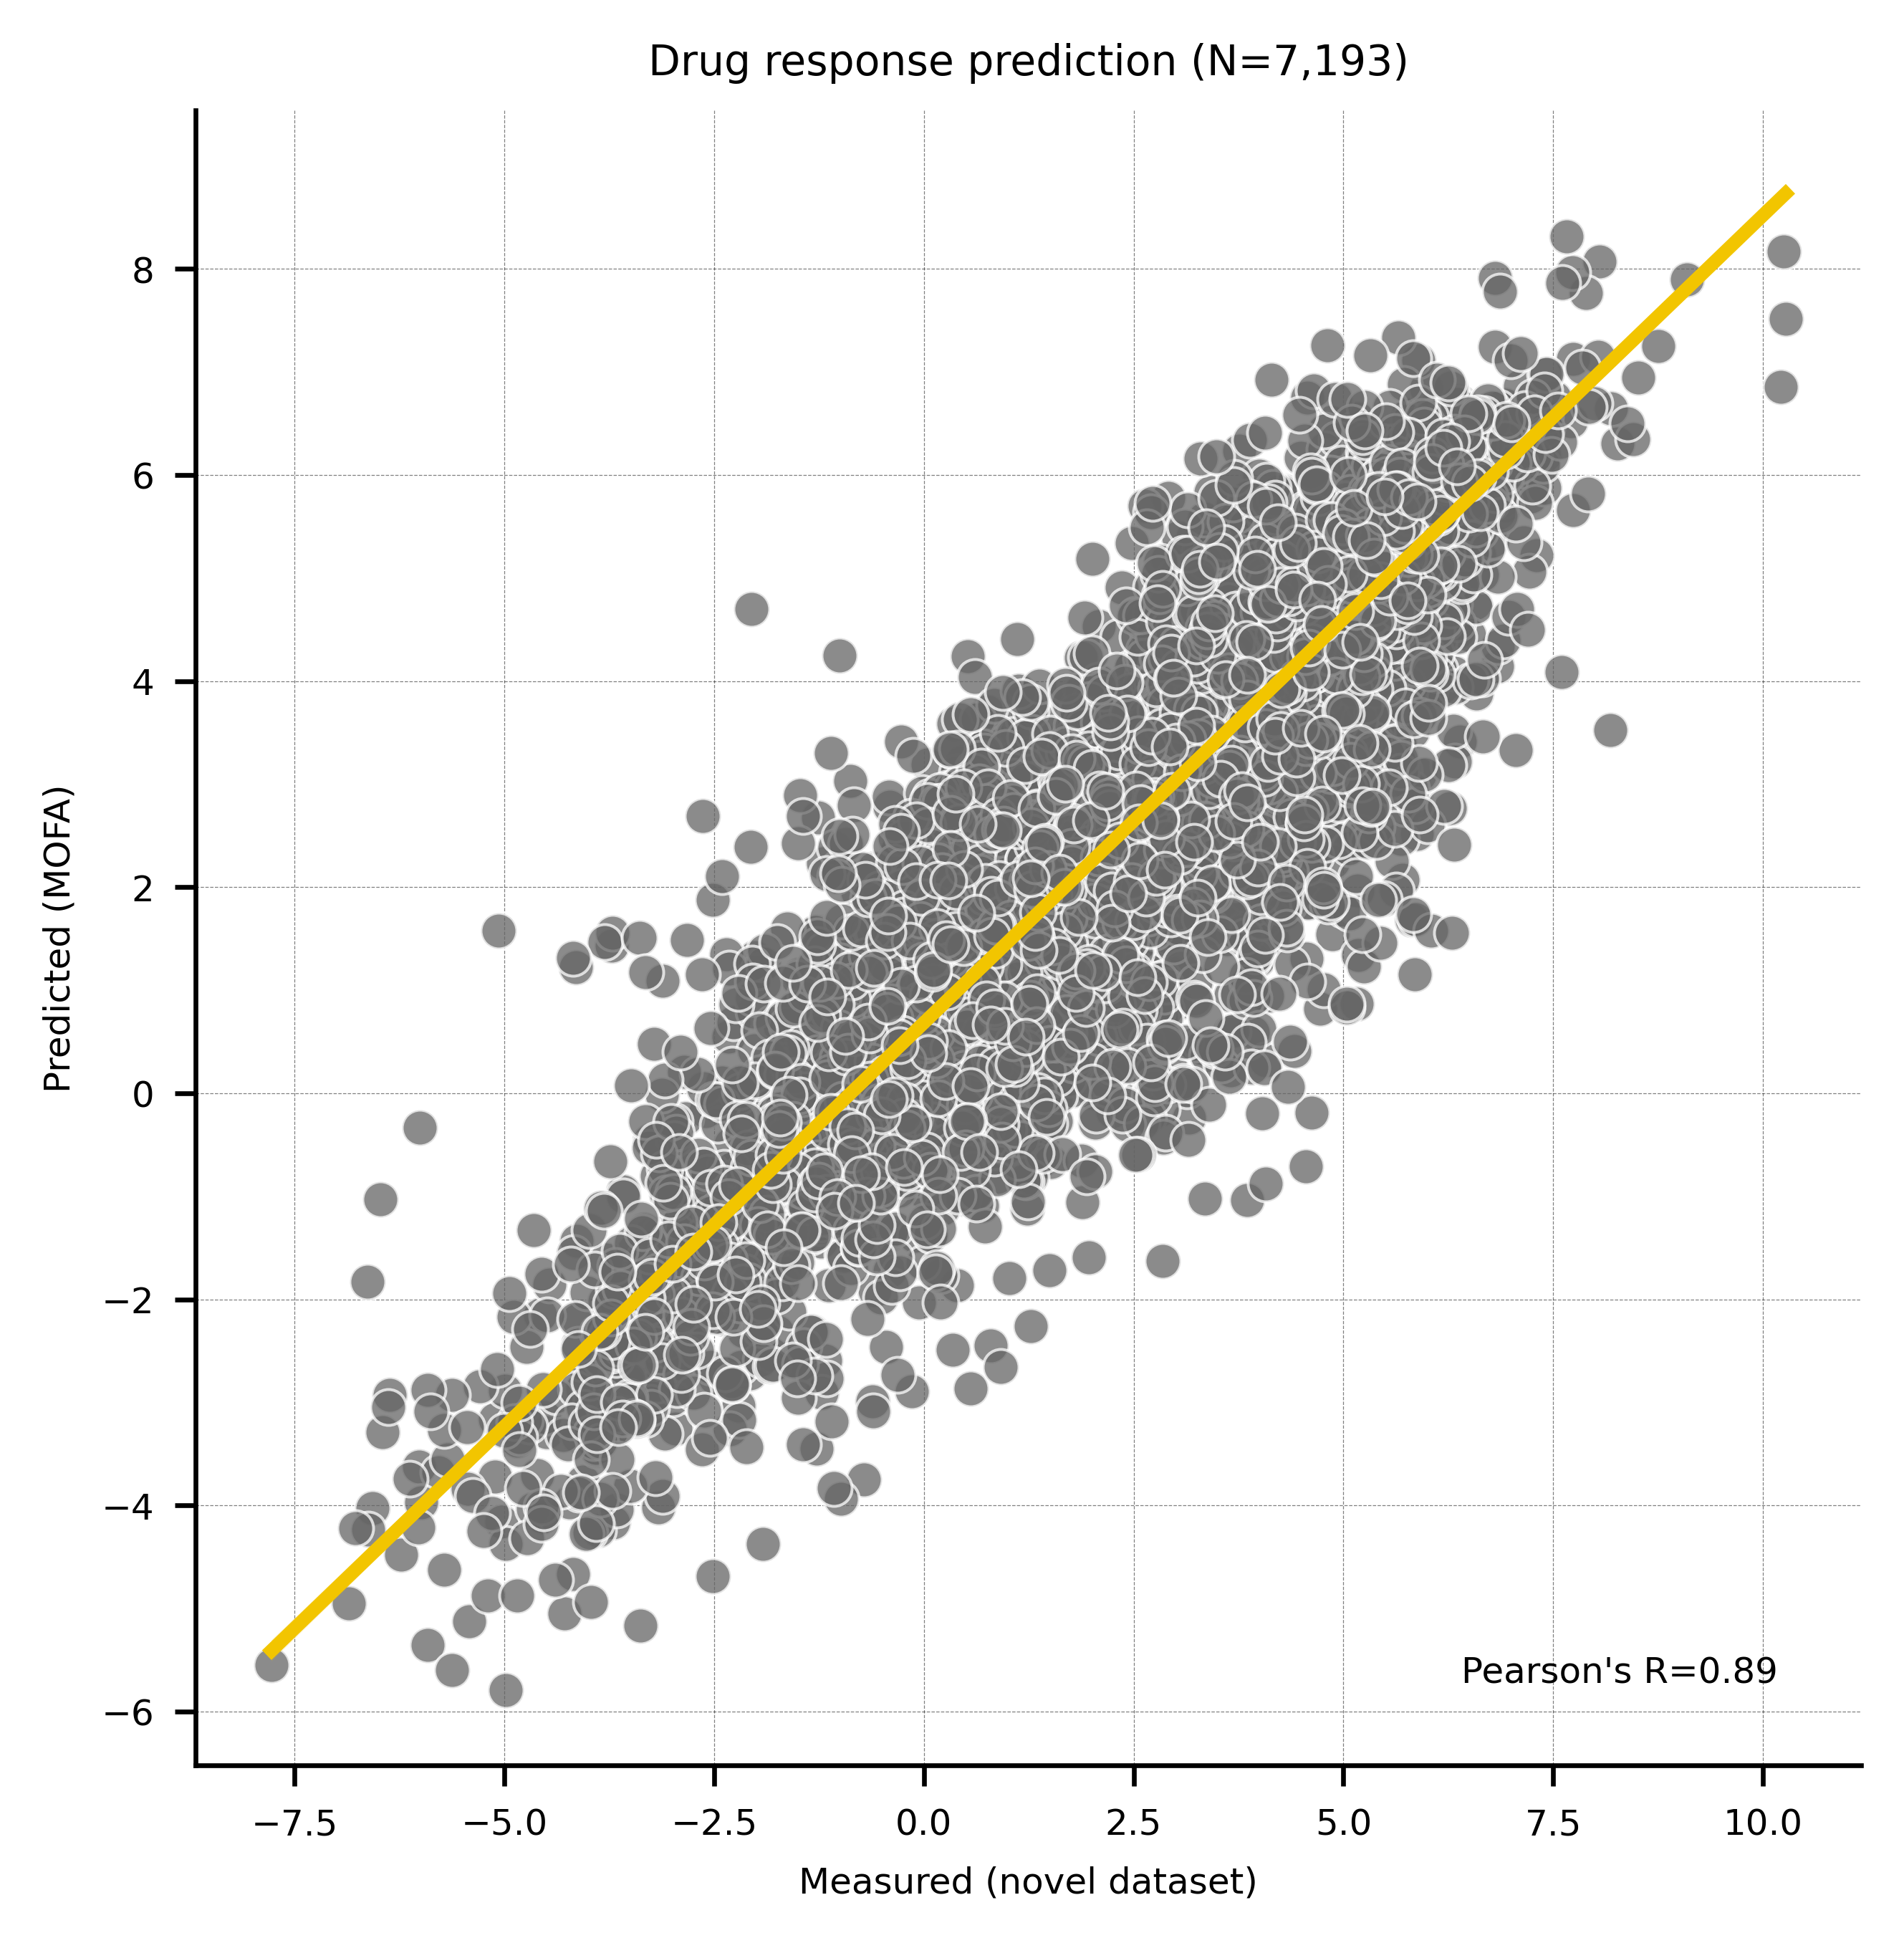 Drug response prediction (N=7,193)
8
6
4
2
0
−2
−4
−6
Predicted (MOFA)
Pearson's R=0.89
−7.5 −5.0 −2.5 0.0 2.5 5.0 7.5 10.0
Measured (novel dataset)